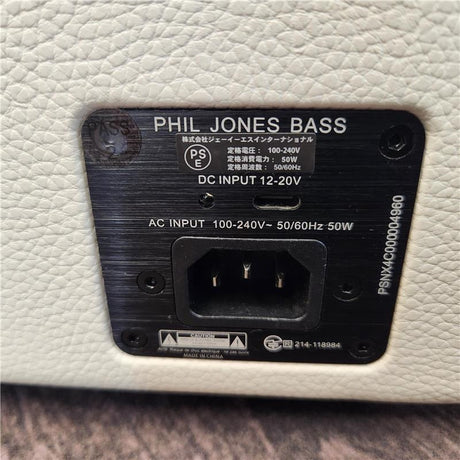 PASS
PHIL JONES BASS
株式会社ジェーイーエスインターナショナル
PS
E
定格電圧： 100-240V
定格消費電力： 50W
定格周波数： 50/60Hz
DC INPUT 12-20V
AC INPUT 100-240V~ 50/60Hz 50W
PSNX4C000004960
CAUTION
MADE IN CHINA
214-118984